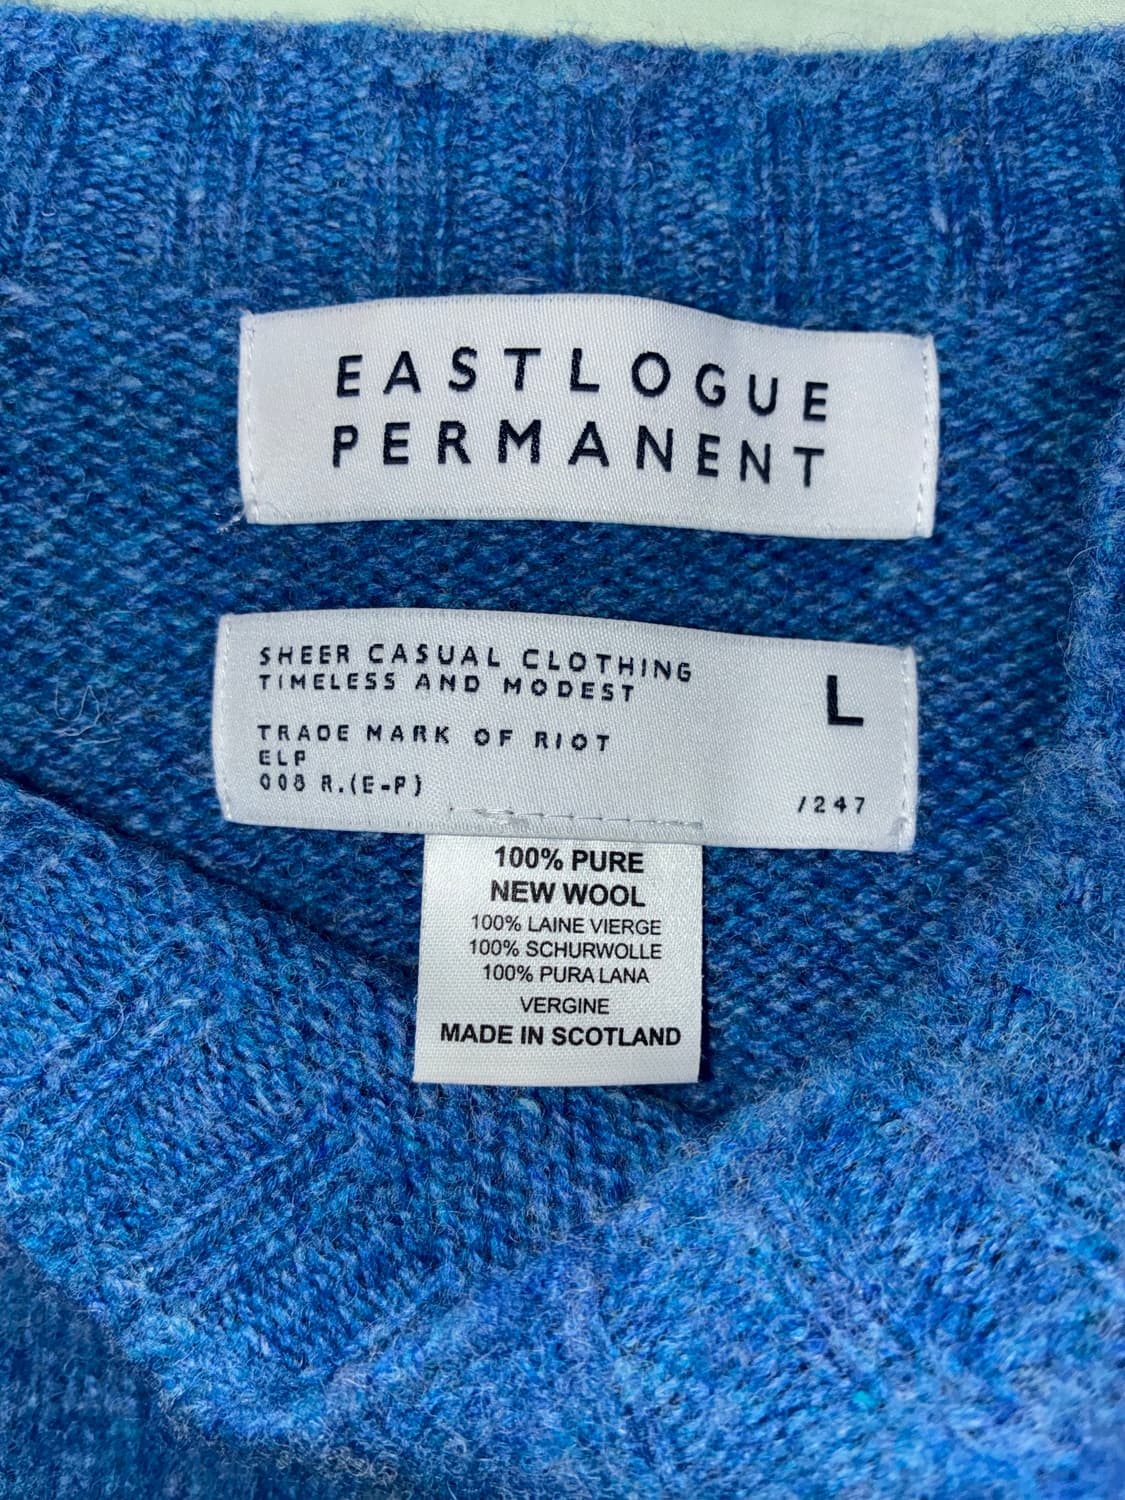 EASTLOGUE
PERMANENT
SHEER CASUAL CLOTHING
TIMELESS AND MODEST
L
TRADE MARK OF RIOT
ELP
008 R.(E-P)
/247
100% PURE
NEW WOOL
100% LAINE VIERGE
100% SCHURWOLLE
100% PURA LANA
VERGINE
MADE IN SCOTLAND